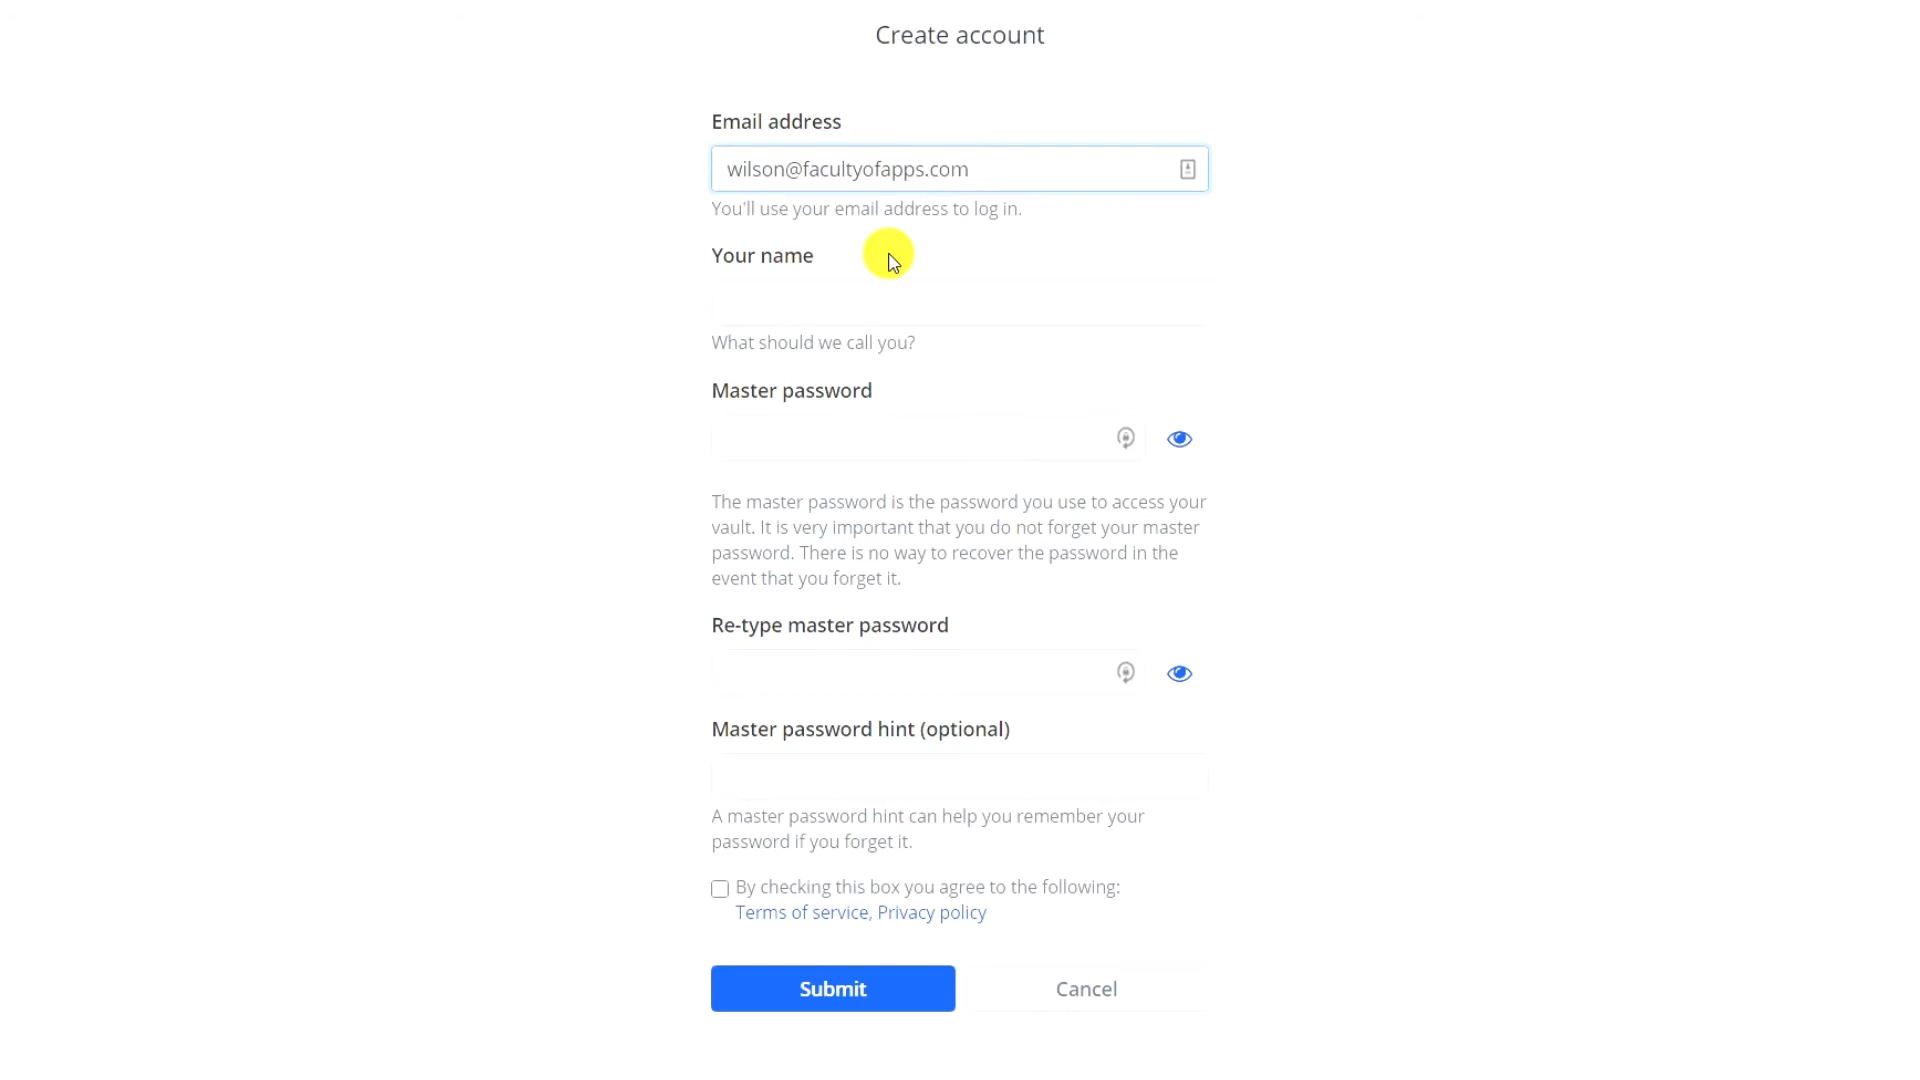 Create account
Email address
wilson@facultyofapps.com
You'll use your email address to log in.
Your name
What should we call you?
Master password
The master password is the password you use to access your
vault. It is very important that you do not forget your master
password. There is no way to recover the password in the
event that you forget it.
Re-type master password
Master password hint (optional)
A master password hint can help you remember your
password if you forget it.
By checking this box you agree to the following:
Terms of service, Privacy policy
Submit
Cancel